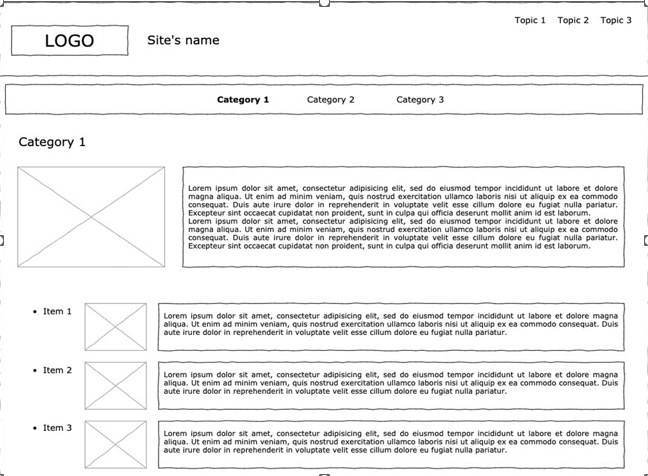 Topic 1 Topic 2 Topic 3
LOGO Site's name
Category 1 Category 2 Category 3
Category 1
Lorem ipsum dolor sit amet, consectetur adipisicing elit, sed do eiusmod tempor incididunt ut labore et dolore
magna aliqua. Ut enim ad minim veniam, quis nostrud exercitation ullamco laboris nisi ut aliquip ex ea commodo
consequat. Duis aute irure dolor in reprehenderit in voluptate velit esse cillum dolore eu fugiat nulla pariatur.
Excepteur sint occaecat cupidatat non proident, sunt in culpa qui officia deserunt mollit anim id est laborum.
Lorem ipsum dolor sit amet, consectetur adipisicing elit, sed do eiusmod tempor incididunt ut labore et dolore
magna aliqua. Ut enim ad minim veniam, quis nostrud exercitation ullamco laboris nisi ut aliquip ex ea commodo
consequat. Duis aute irure dolor in reprehenderit in voluptate velit esse cillum dolore eu fugiat nulla pariatur.
Excepteur sint occaecat cupidatat non proident, sunt in culpa qui officia deserunt mollit anim id est laborum.
• Item 1
Lorem ipsum dolor sit amet, consectetur adipisicing elit, sed do eiusmod tempor incididunt ut labore et dolore magna
aliqua. Ut enim ad minim veniam, quis nostrud exercitation ullamco laboris nisi ut aliquip ex ea commodo consequat. Duis
aute irure dolor in reprehenderit in voluptate velit esse cillum dolore eu fugiat nulla pariatur.
• Item 2
Lorem ipsum dolor sit amet, consectetur adipisicing elit, sed do eiusmod tempor incididunt ut labore et dolore magna
aliqua. Ut enim ad minim veniam, quis nostrud exercitation ullamco laboris nisi ut aliquip ex ea commodo consequat. Duis
aute irure dolor in reprehenderit in voluptate velit esse cillum dolore eu fugiat nulla pariatur.
• Item 3
Lorem ipsum dolor sit amet, consectetur adipisicing elit, sed do eiusmod tempor incididunt ut labore et dolore magna
aliqua. Ut enim ad minim veniam, quis nostrud exercitation ullamco laboris nisi ut aliquip ex ea commodo consequat. Duis
aute irure dolor in reprehenderit in voluptate velit esse cillum dolore eu fugiat nulla pariatur.